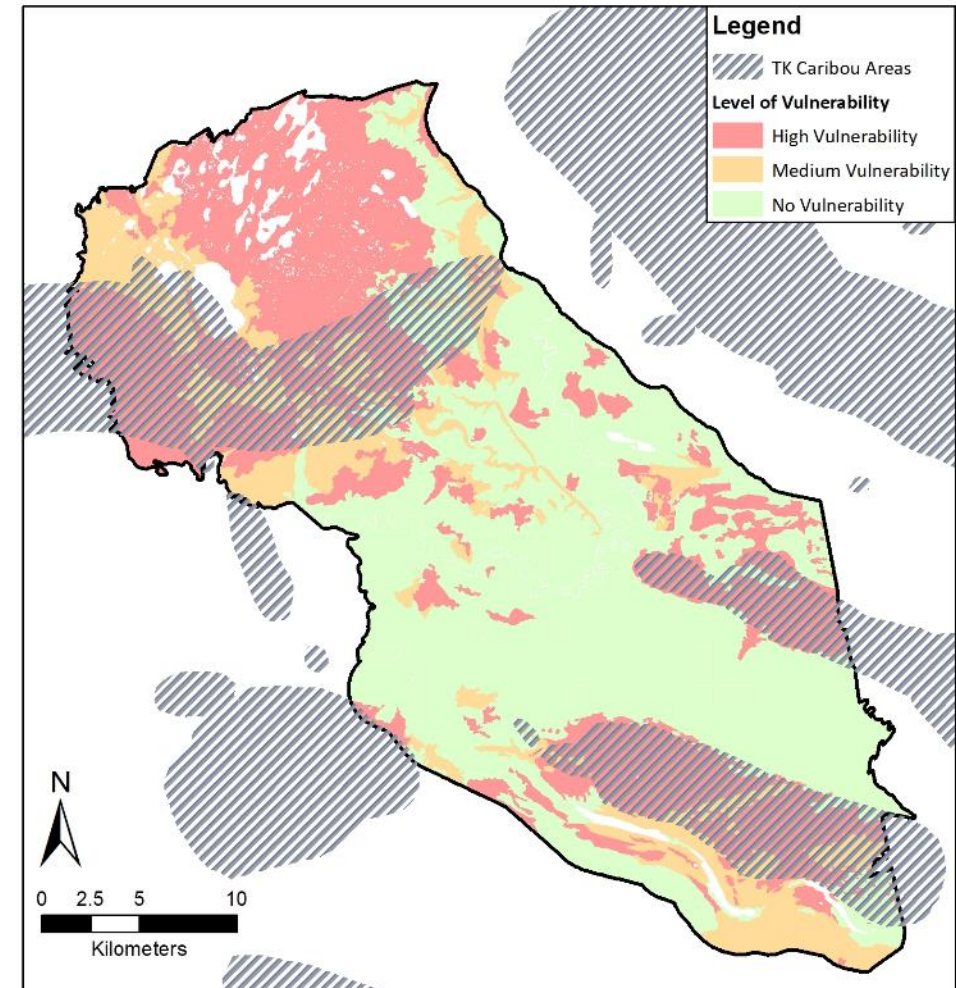 Legend
TK Caribou Areas
Level of Vulnerability
High Vulnerability
Medium Vulnerability
No Vulnerability
N
0 2.5 5 10
Kilometers